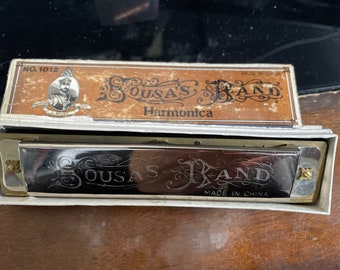 NO. 1012
SOUSA'S BAND
Harmonica
SOUSA'S BAND
MADE IN CHINA